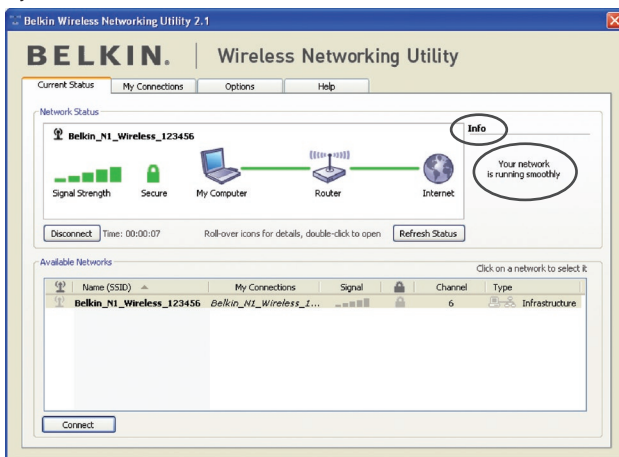 Belkin Wireless Networking Utility 2.1
BELKIN. | Wireless Networking Utility
Current Status My Connections Options Help
Network Status
Belkin_N1_Wireless_123456
Info
Your network
is running smoothly
Signal Strength Secure My Computer Router Internet
Disconnect Time: 00:00:07 Roll-over icons for details, double-click to open Refresh Status
Available Networks
Click on a network to select it
Name (SSID) My Connections Signal Channel Type
Belkin_N1_Wireless_123456 Belkin_N1_Wireless_1... 6 Infrastructure
Connect